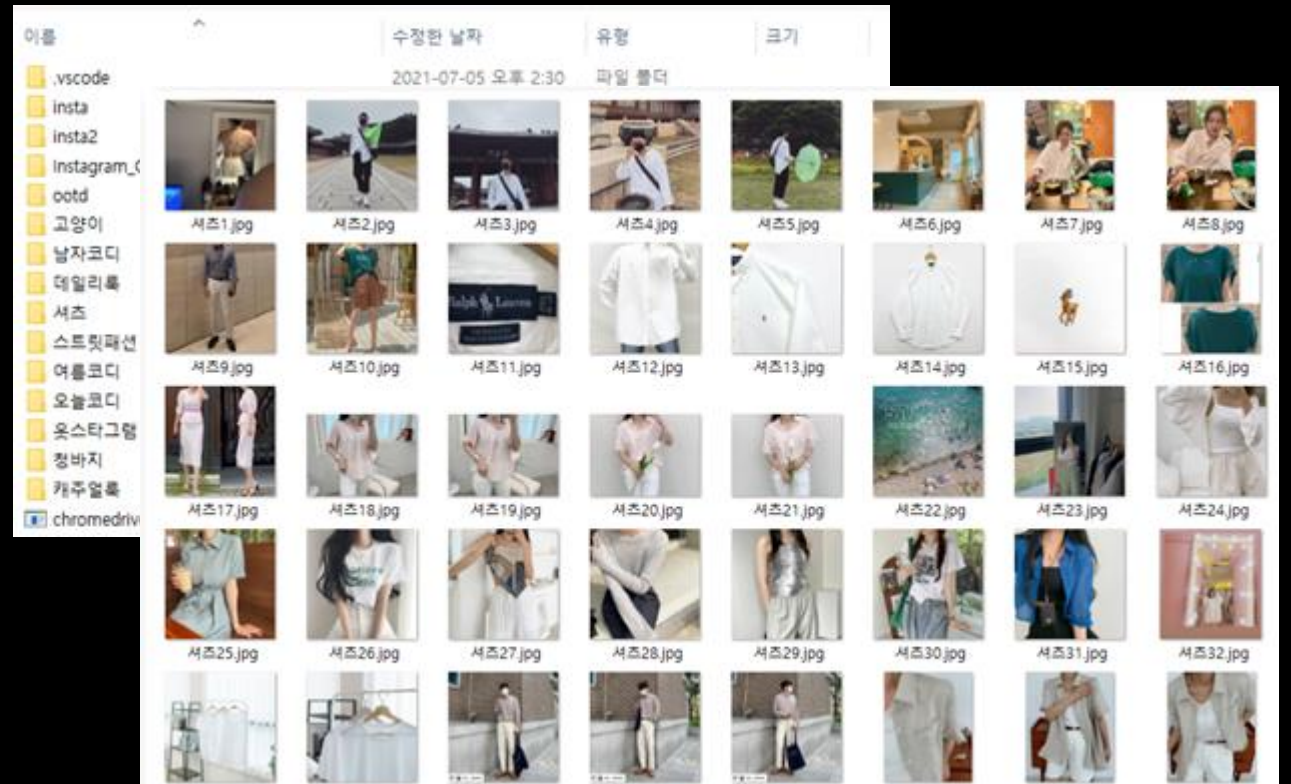 이름 수정한 날짜 유형 크기
.vscode 2021-07-05 오후 2:30 파일 폴더
insta
insta2
Instagram_
ootd
고양이
남자코디
데일리룩
셔츠
스트릿패션
여름코디
오늘코디
옷스타그램
청바지
캐주얼룩
chromedriv
셔츠1.jpg 셔츠2.jpg 셔츠3.jpg 셔츠4.jpg 셔츠5.jpg 셔츠6.jpg 셔츠7.jpg 셔츠8.jpg
Ralph Lauren
셔츠9.jpg 셔츠10.jpg 셔츠11.jpg 셔츠12.jpg 셔츠13.jpg 셔츠14.jpg 셔츠15.jpg 셔츠16.jpg
셔츠17.jpg 셔츠18.jpg 셔츠19.jpg 셔츠20.jpg 셔츠21.jpg 셔츠22.jpg 셔츠23.jpg 셔츠24.jpg
셔츠25.jpg 셔츠26.jpg 셔츠27.jpg 셔츠28.jpg 셔츠29.jpg 셔츠30.jpg 셔츠31.jpg 셔츠32.jpg